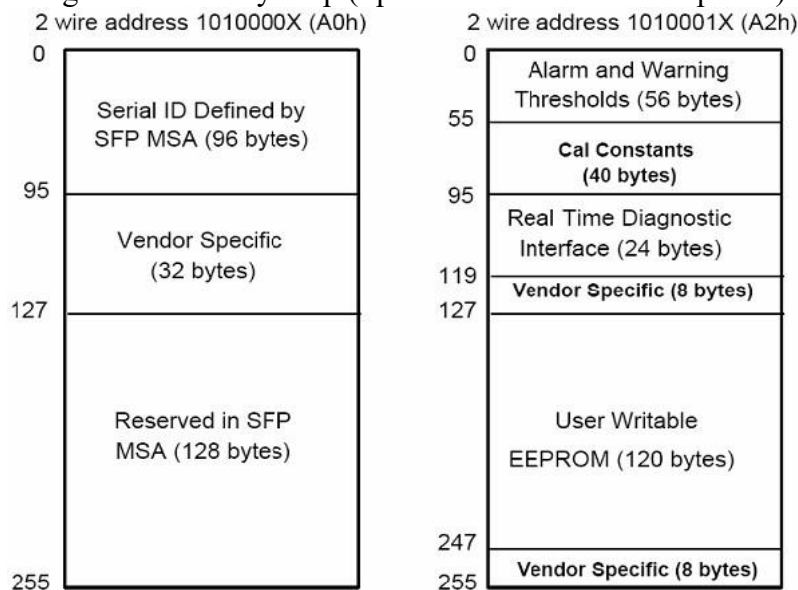 2 wire address 1010000X (A0h)
0
Serial ID Defined by
SFP MSA (96 bytes)
95
Vendor Specific
(32 bytes)
127
Reserved in SFP
MSA (128 bytes)
255
2 wire address 1010001X (A2h)
0
Alarm and Warning
Thresholds (56 bytes)
55
Cal Constants
(40 bytes)
95
Real Time Diagnostic
Interface (24 bytes)
119
Vendor Specific (8 bytes)
127
User Writable
EEPROM (120 bytes)
247
Vendor Specific (8 bytes)
255